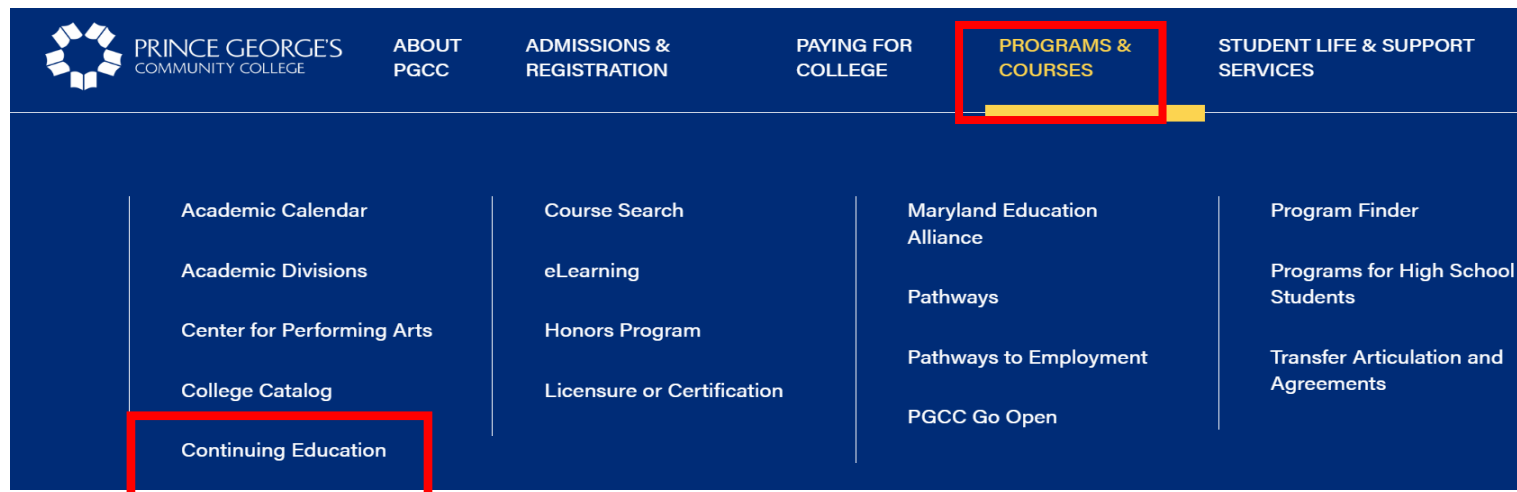 PRINCE GEORGE'S
COMMUNITY COLLEGE
ABOUT
PGCC
ADMISSIONS &
REGISTRATION
PAYING FOR
COLLEGE
PROGRAMS &
COURSES
STUDENT LIFE & SUPPORT
SERVICES
Academic Calendar
Academic Divisions
Center for Performing Arts
College Catalog
Continuing Education
Course Search
eLearning
Honors Program
Licensure or Certification
Maryland Education
Alliance
Pathways
Pathways to Employment
PGCC Go Open
Program Finder
Programs for High School
Students
Transfer Articulation and
Agreements